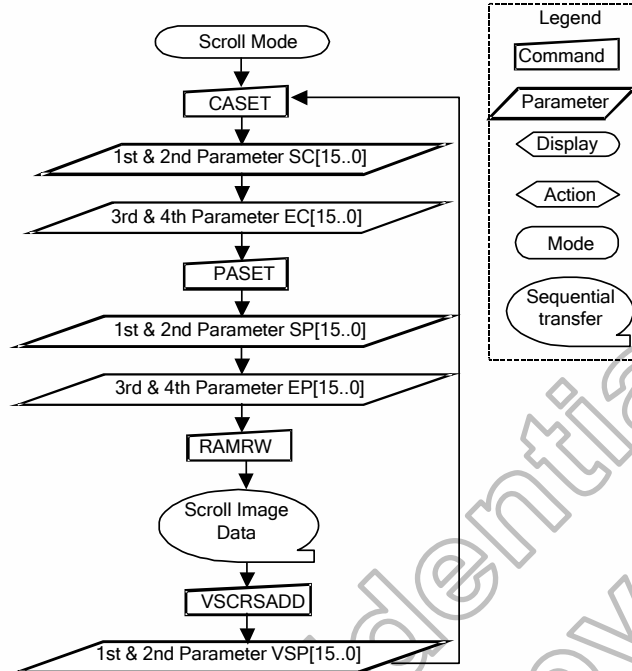 Scroll Mode
CASET
1st & 2nd Parameter SC[15..0]
3rd & 4th Parameter EC[15..0]
PASET
1st & 2nd Parameter SP[15..0]
3rd & 4th Parameter EP[15..0]
RAMRW
Scroll Image
Data
VSCRSADD
1st & 2nd Parameter VSP[15..0]
Legend
Command
Parameter
Display
Action
Mode
Sequential
transfer